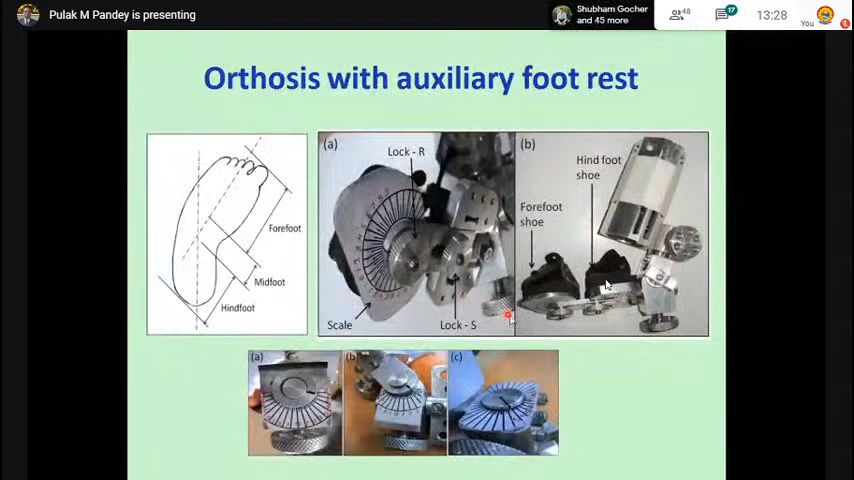 Pulak M Pandey is presenting
Shubham Gocher
and 45 more
48
17
13:28
You
Orthosis with auxiliary foot rest
Forefoot
Midfoot
Hindfoot
(a)
Lock - R
Scale
Lock - S
(b)
Hind foot
shoe
Forefoot
shoe
(a)
(b)
(c)